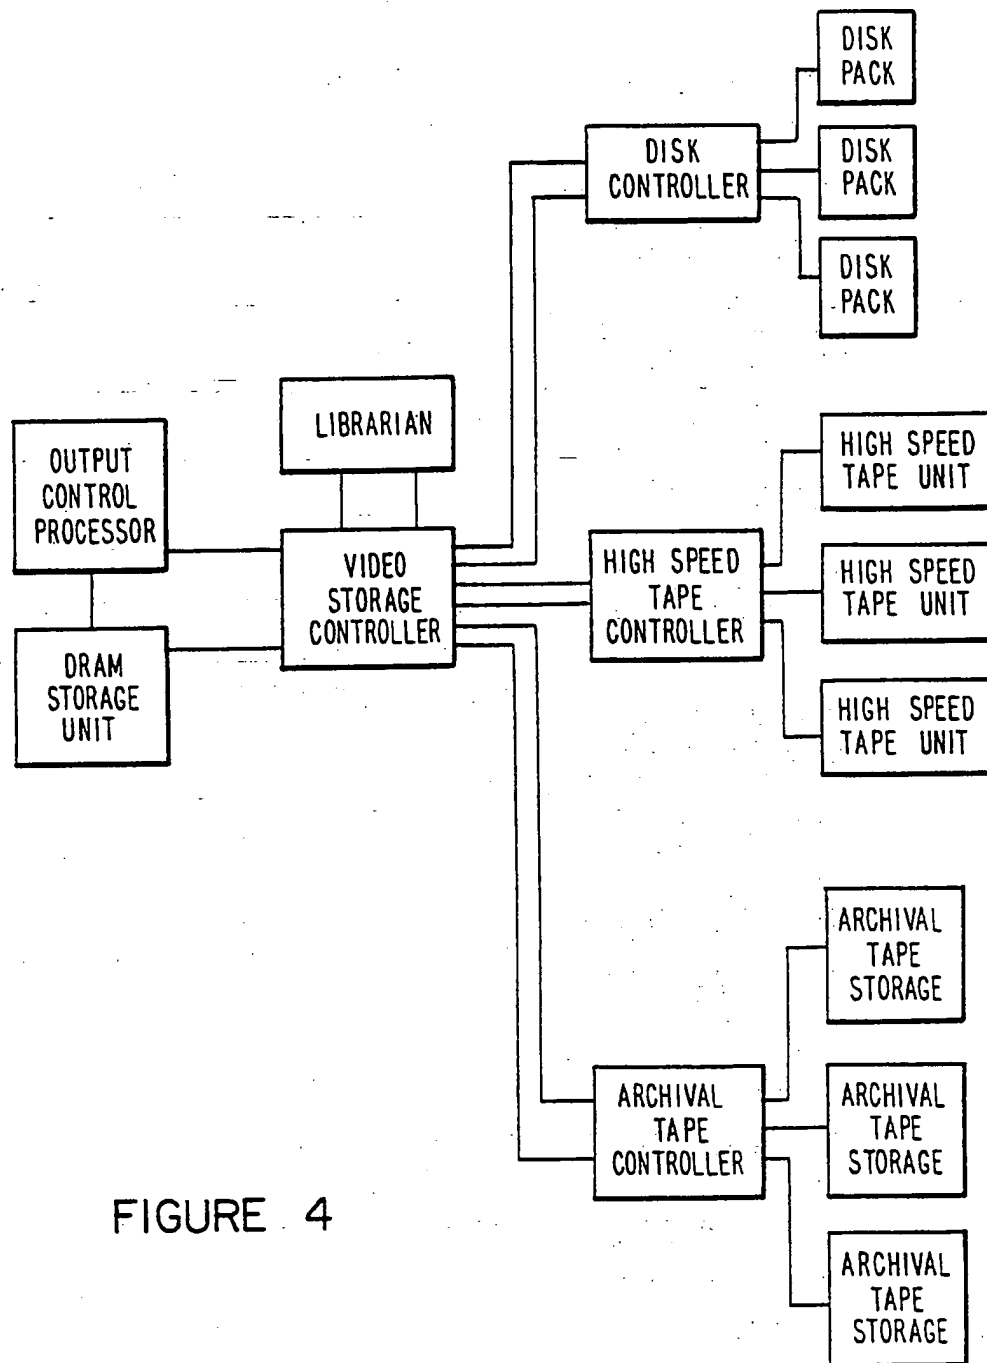 DISK
PACK
DISK
CONTROLLER
DISK
PACK
DISK
PACK
LIBRARIAN
OUTPUT
CONTROL
PROCESSOR
VIDEO
STORAGE
CONTROLLER
DRAM
STORAGE
UNIT
HIGH SPEED
TAPE
CONTROLLER
HIGH SPEED
TAPE UNIT
HIGH SPEED
TAPE UNIT
HIGH SPEED
TAPE UNIT
ARCHIVAL
TAPE
STORAGE
ARCHIVAL
TAPE
CONTROLLER
ARCHIVAL
TAPE
STORAGE
ARCHIVAL
TAPE
STORAGE
FIGURE 4